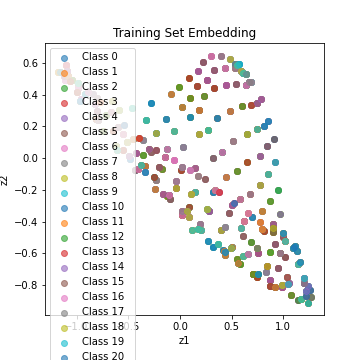 Training Set Embedding
z2
0.6
0.4
0.2
0.0
−0.2
−0.4
−0.6
−0.8
Class 0
Class 1
Class 2
Class 3
Class 4
Class 5
Class 6
Class 7
Class 8
Class 9
Class 10
Class 11
Class 12
Class 13
Class 14
Class 15
Class 16
Class 17
Class 18
Class 19
Class 20
0.0 0.5 1.0
z1